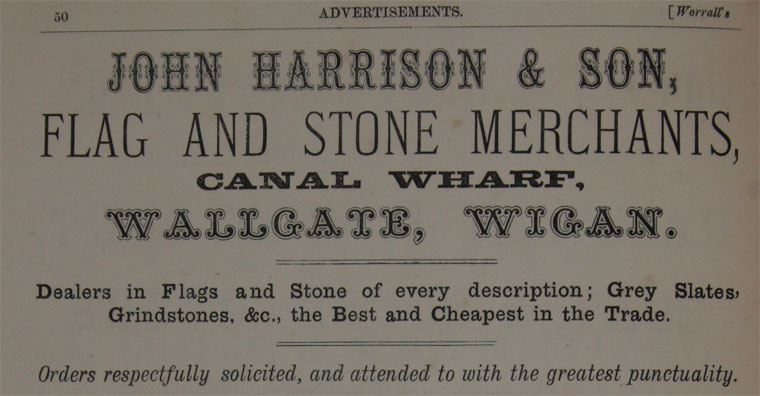 50 ADVERTISEMENTS. [Worrall's
JOHN HARRISON & SON,
FLAG AND STONE MERCHANTS,
CANAL WHARF,
WALLGATE, WIGAN.
Dealers in Flags and Stone of every description; Grey Slates,
Grindstones, &c., the Best and Cheapest in the Trade.
Orders respectfully solicited, and attended to with the greatest punctuality.